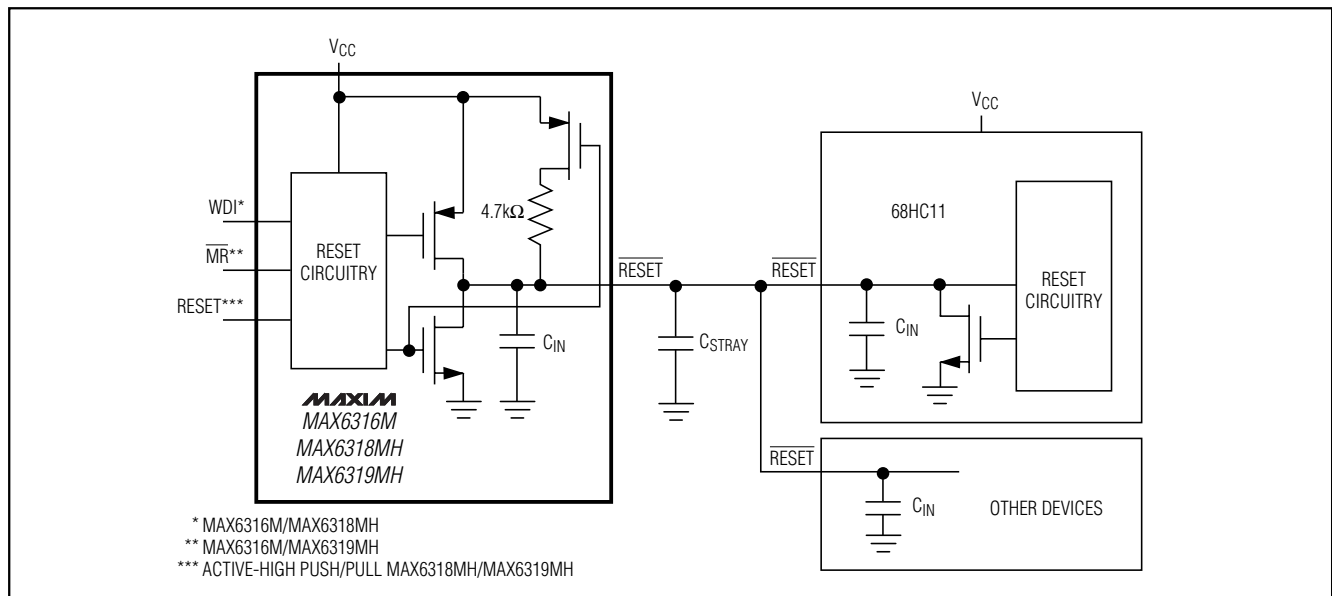 VCC
WDI*
MR**
RESET***
RESET
CIRCUITRY
4.7kΩ
CIN
MAXIM
MAX6316M
MAX6318MH
MAX6319MH
RESET
CSTRAY
RESET
VCC
68HC11
CIN
RESET
CIRCUITRY
RESET
CIN
OTHER DEVICES
* MAX6316M/MAX6318MH
** MAX6316M/MAX6319MH
*** ACTIVE-HIGH PUSH/PULL MAX6318MH/MAX6319MH